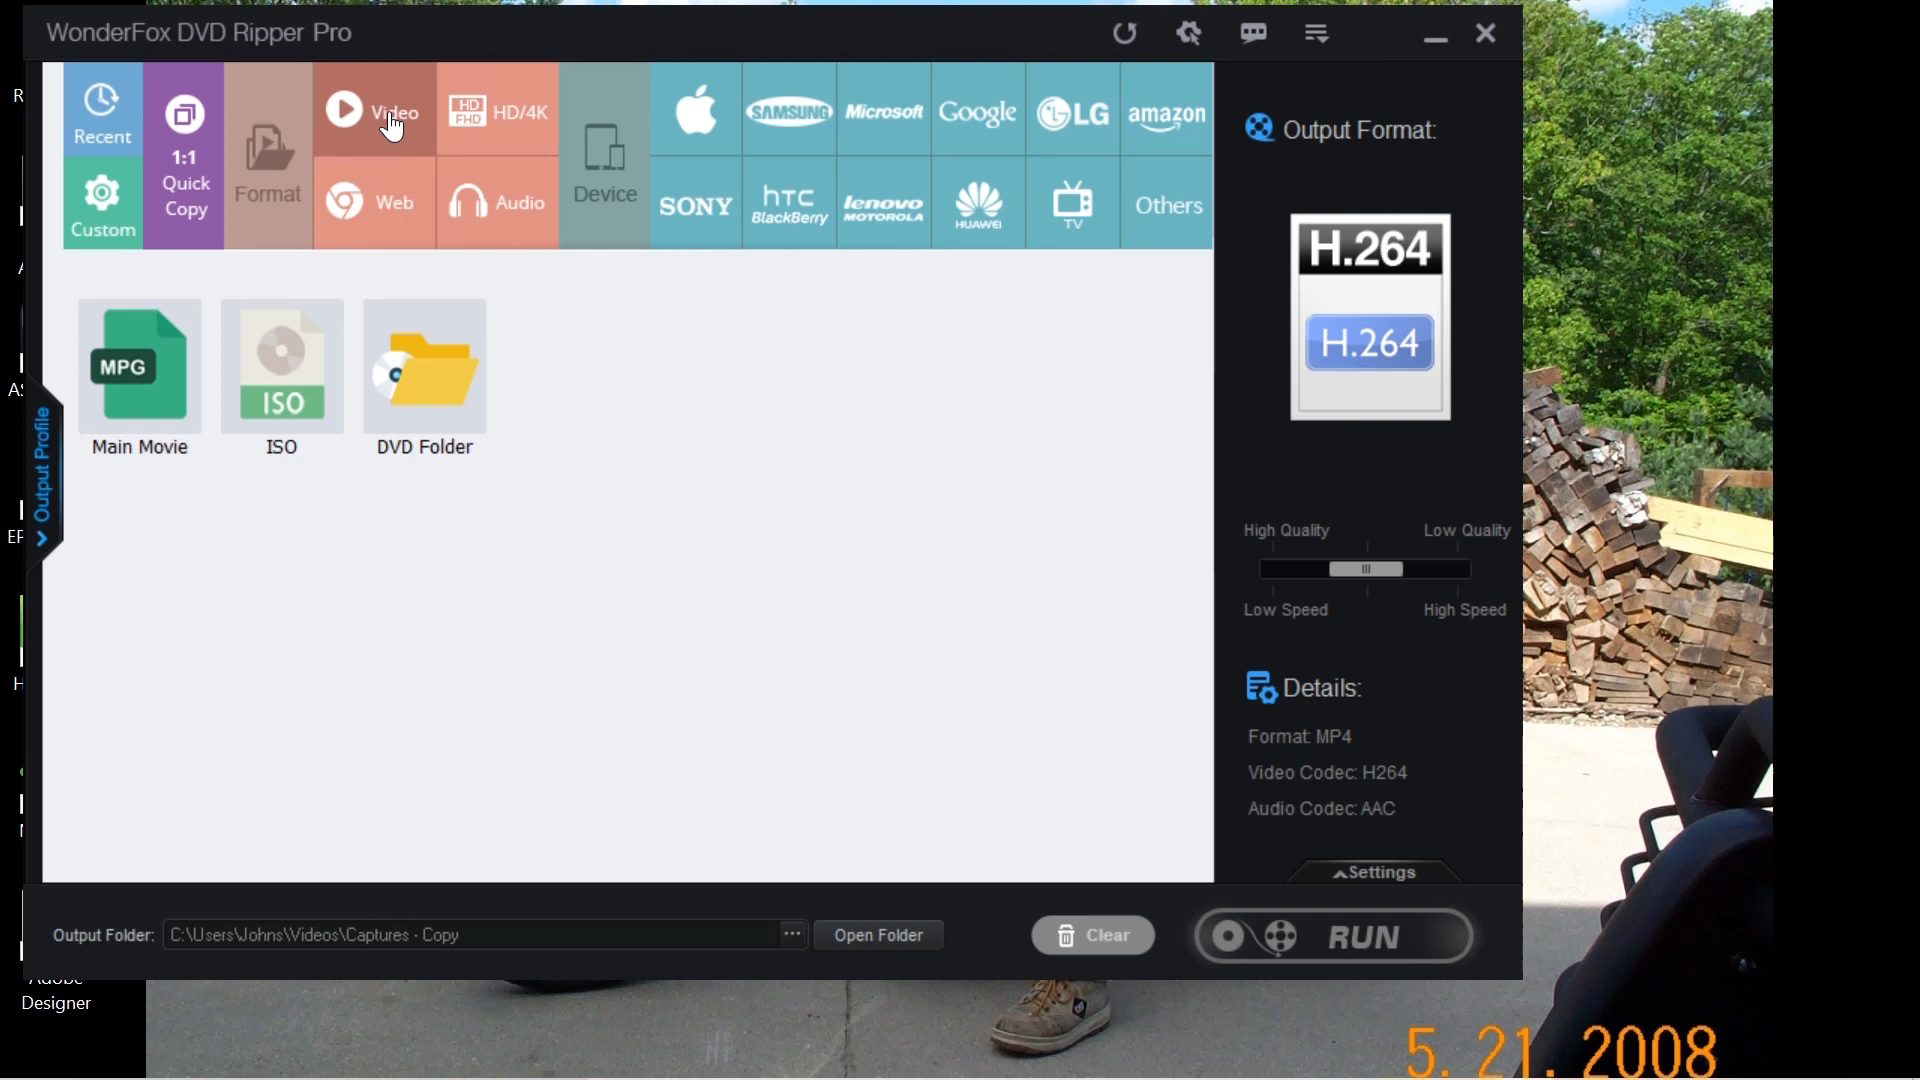 WonderFox DVD Ripper Pro
Recent
Custom
1:1
Quick
Copy
Format
Video
HD
FHD
HD/4K
Web
Audio
Device
SAMSUNG
Microsoft
Google
LG
amazon
SONY
hTC
BlackBerry
lenovo
MOTOROLA
HUAWEI
TV
Others
MPG
Main Movie
ISO
ISO
DVD Folder
Output Profile
Output Format:
H.264
H.264
High Quality
Low Quality
Low Speed
High Speed
Details:
Format: MP4
Video Codec: H264
Audio Codec: AAC
Settings
Output Folder:
C:\Users\Johns\Videos\Captures - Copy
...
Open Folder
Clear
RUN
Designer
5. 21. 2008